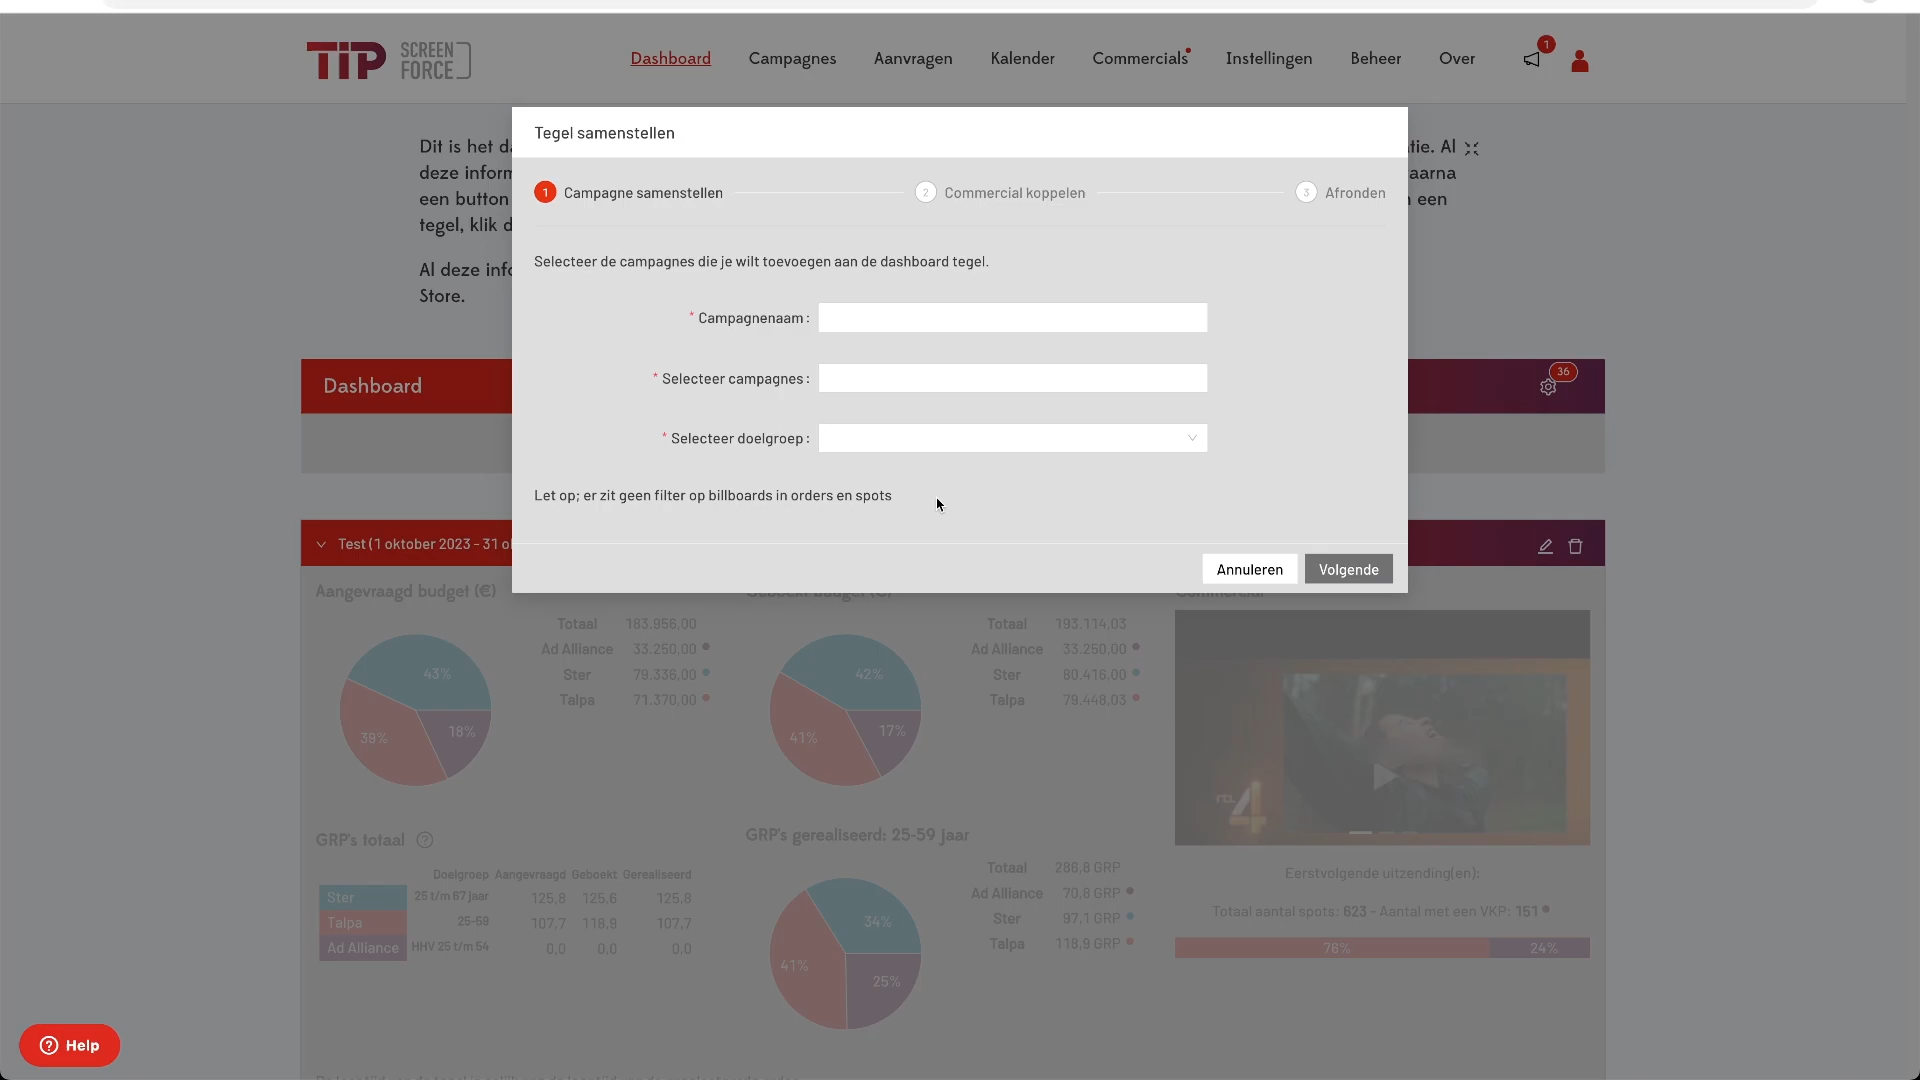 TIP SCREEN FORCE
Dashboard Campagnes Aanvragen Kalender Commercials Instellingen Beheer Over 1
Tegel samenstellen
Dit is het d tie. Al
deze inforn aarna
een button een
tegel, klik d
Al deze info
Store.
1 Campagne samenstellen 2 Commercial koppelen 3 Afronden
Selecteer de campagnes die je wilt toevoegen aan de dashboard tegel.
* Campagnenaam :
* Selecteer campagnes :
* Selecteer doelgroep :
Let op; er zit geen filter op billboards in orders en spots
Annuleren Volgende
Dashboard 36
Test (1 oktober 2023 - 31 o
Aangevraagd budget (€)
Totaal 183.956,00
Ad Alliance 33.250,00
Ster 79.336,00
Talpa 71.370,00
43%
39%
18%
Geboekt budget (€)
Totaal 193.114,03
Ad Alliance 33.250,00
Ster 80.416,00
Talpa 79.448,03
42%
41%
17%
Commercial
rtl 4
GRP's totaal ?
Doelgroep Aangevraagd Geboekt Gerealiseerd
Ster 25 t/m 67 jaar 125,8 125,6 125,8
Talpa 25-59 107,7 118,9 107,7
Ad Alliance HHV 25 t/m 54 0,0 0,0 0,0
GRP's gerealiseerd: 25-59 jaar
Totaal 286,8 GRP
Ad Alliance 70,8 GRP
Ster 97,1 GRP
Talpa 118,9 GRP
34%
41%
25%
Eerstvolgende uitzending(en):
Totaal aantal spots: 623 - Aantal met een VKP: 151
76% 24%
Help